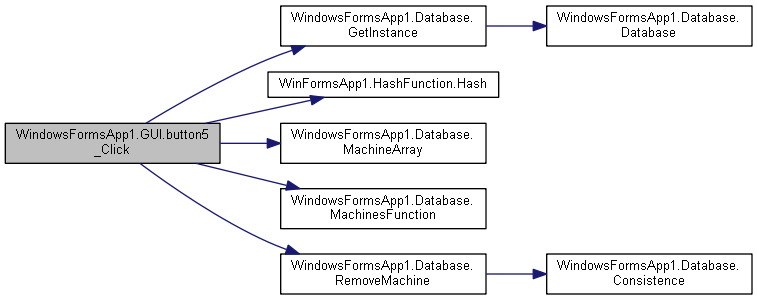 WindowsFormsApp1.Database.
GetInstance
WindowsFormsApp1.Database.
Database
WinFormsApp1.HashFunction.Hash
WindowsFormsApp1.GUI.button5
_Click
WindowsFormsApp1.Database.
MachineArray
WindowsFormsApp1.Database.
MachinesFunction
WindowsFormsApp1.Database.
RemoveMachine
WindowsFormsApp1.Database.
Consistence